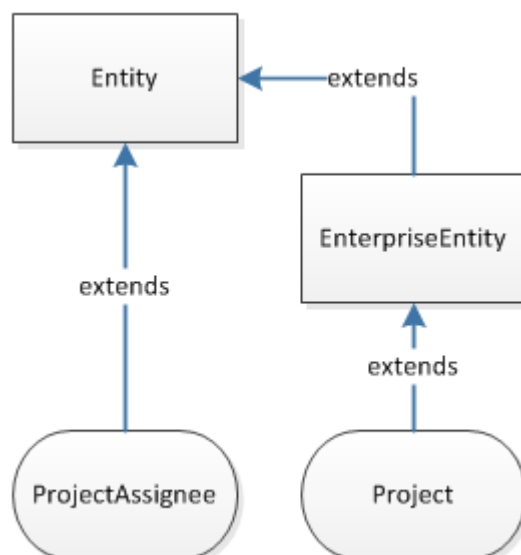 Entity
extends
EnterpriseEntity
extends
extends
ProjectAssignee
Project